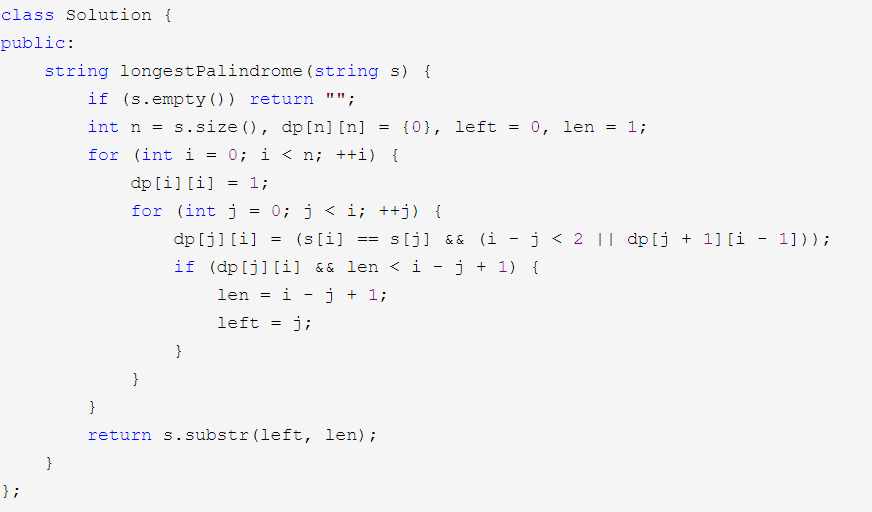 class Solution {
public:
    string longestPalindrome(string s) {
        if (s.empty()) return "";
        int n = s.size(), dp[n][n] = {0}, left = 0, len = 1;
        for (int i = 0; i < n; ++i) {
            dp[i][i] = 1;
            for (int j = 0; j < i; ++j) {
                dp[j][i] = (s[i] == s[j] && (i - j < 2 || dp[j + 1][i - 1]));
                if (dp[j][i] && len < i - j + 1) {
                    len = i - j + 1;
                    left = j;
                }
            }
        }
        return s.substr(left, len);
    }
};